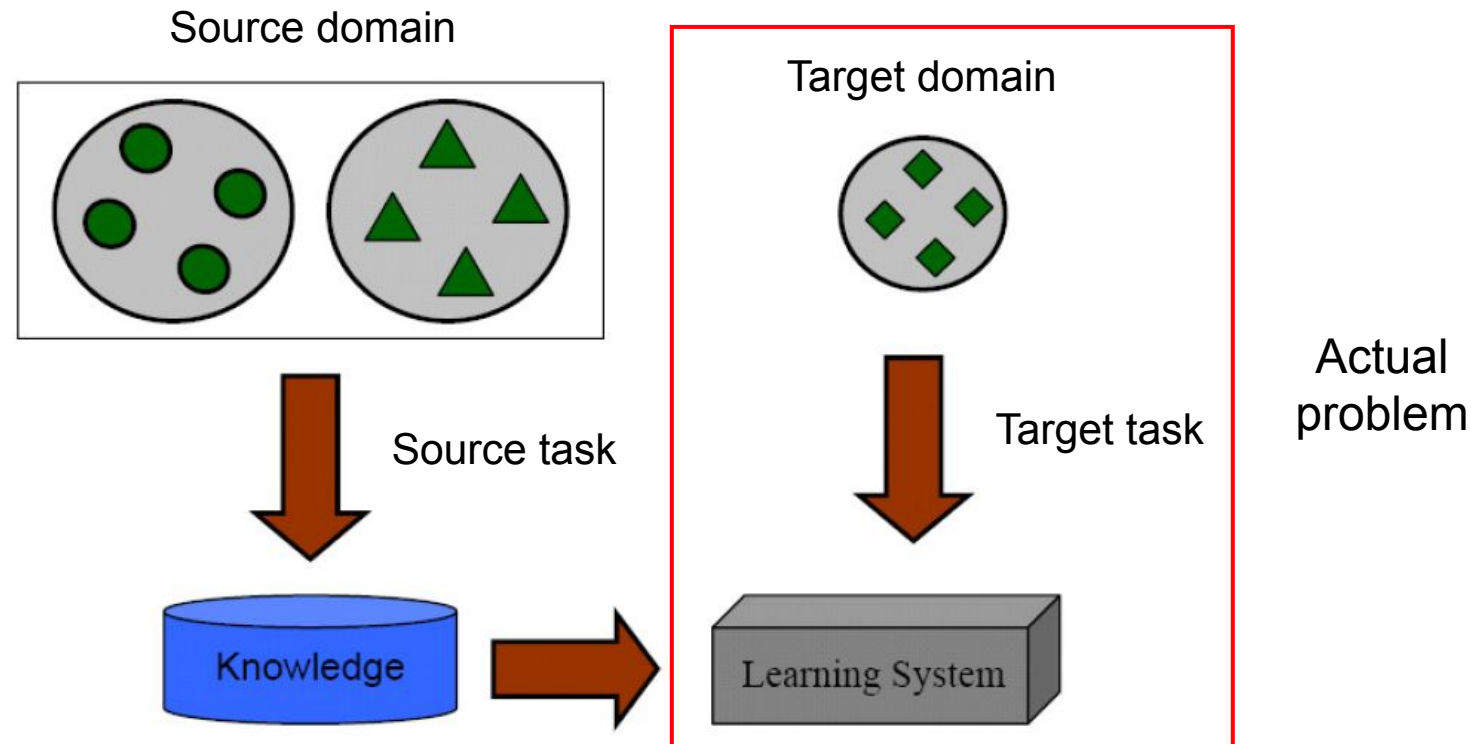 Source domain
Target domain
Source task
Target task
Actual
problem
Knowledge
Learning System